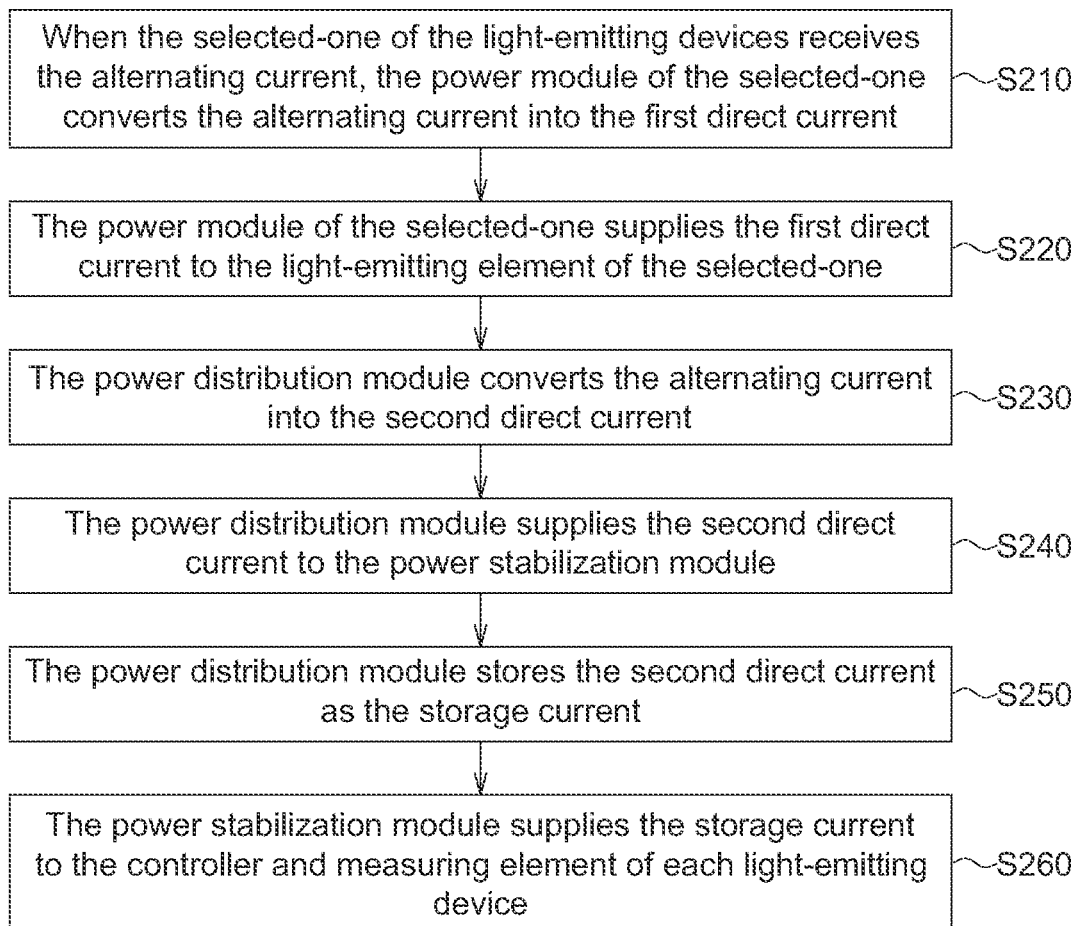 When the selected-one of the light-emitting devices receives
the alternating current, the power module of the selected-one
converts the alternating current into the first direct current
S210
The power module of the selected-one supplies the first direct
current to the light-emitting element of the selected-one
S220
The power distribution module converts the alternating current
into the second direct current
S230
The power distribution module supplies the second direct
current to the power stabilization module
S240
The power distribution module stores the second direct current
as the storage current
S250
The power stabilization module supplies the storage current
to the controller and measuring element of each light-emitting
device
S260